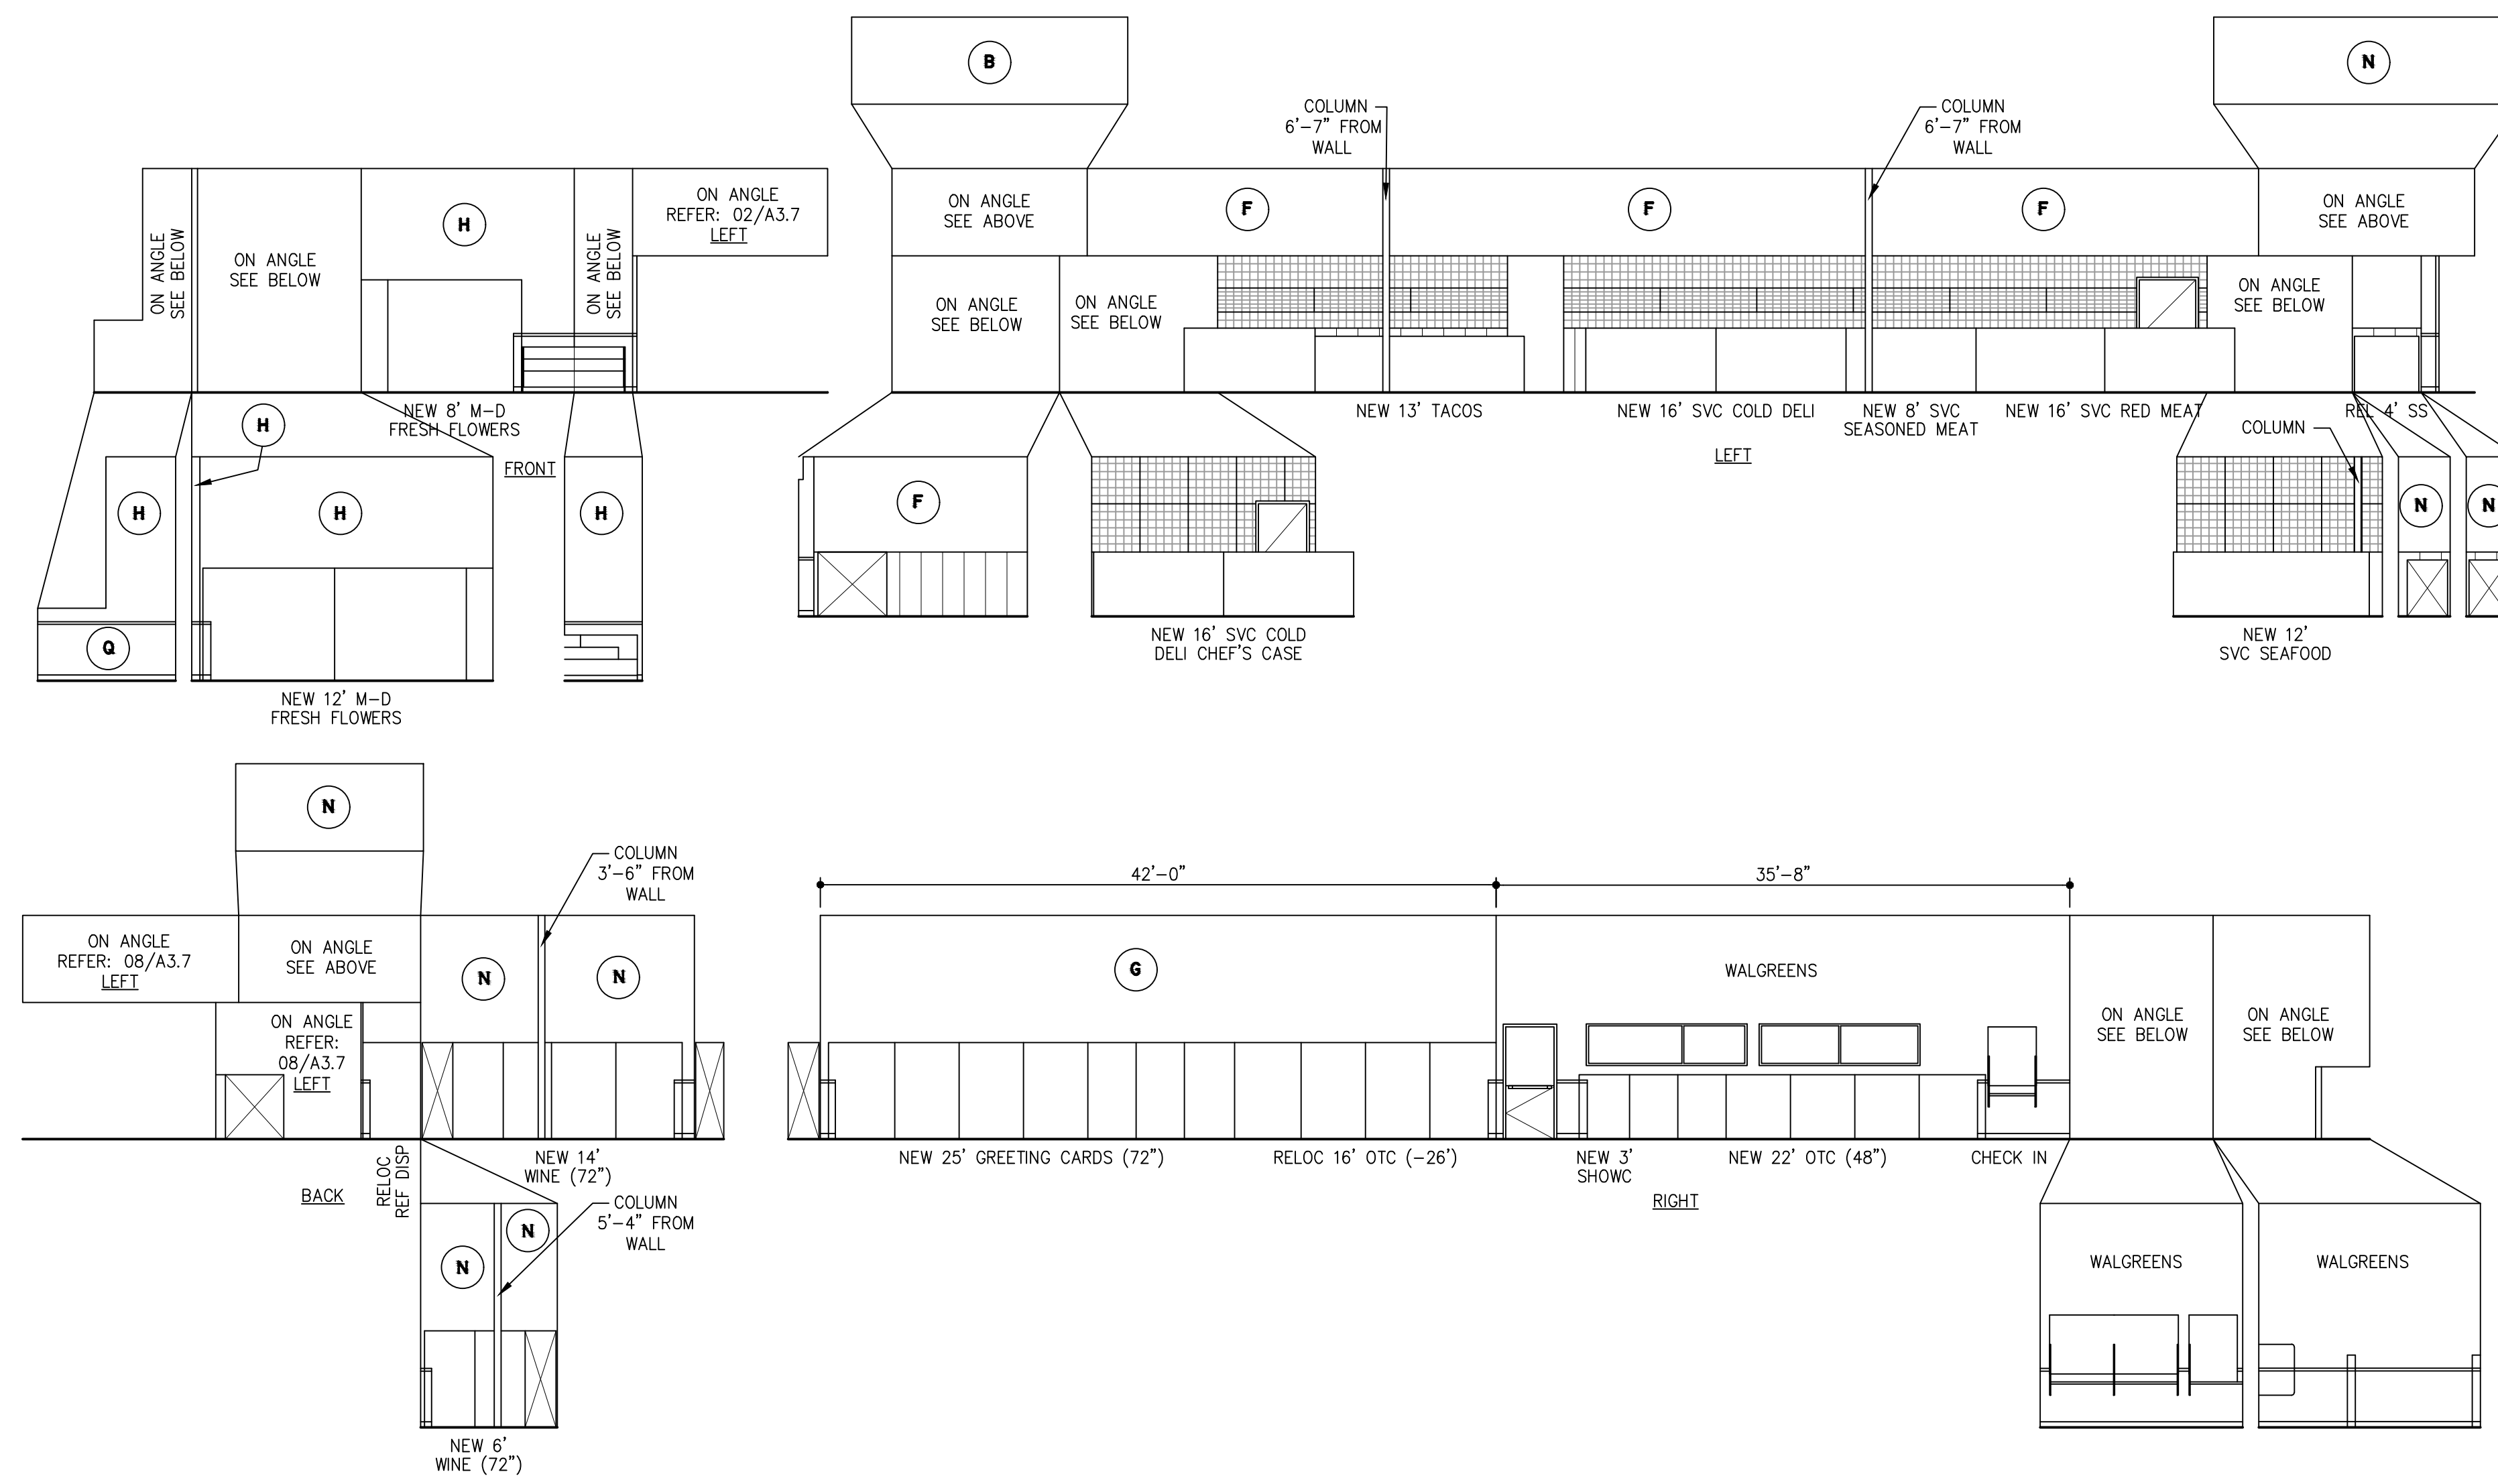 ON ANGLE
SEE BELOW
ON ANGLE
SEE BELOW
H
ON ANGLE
SEE BELOW
ON ANGLE
REFER: 02/A3.7
LEFT
NEW 8' M-D
FRESH FLOWERS
FRONT
H
H
H
H
Q
NEW 12' M-D
FRESH FLOWERS
B
COLUMN
6'-7" FROM
WALL
COLUMN
6'-7" FROM
WALL
N
ON ANGLE
SEE ABOVE
F
F
F
ON ANGLE
SEE ABOVE
ON ANGLE
SEE BELOW
ON ANGLE
SEE BELOW
ON ANGLE
SEE BELOW
NEW 13' TACOS
NEW 16' SVC COLD DELI
NEW 8' SVC
SEASONED MEAT
NEW 16' SVC RED MEAT
REL 4' SS
LEFT
COLUMN
F
N
N
NEW 16' SVC COLD
DELI CHEF'S CASE
NEW 12'
SVC SEAFOOD
N
COLUMN
3'-6" FROM
WALL
ON ANGLE
REFER: 08/A3.7
LEFT
ON ANGLE
SEE ABOVE
N
N
ON ANGLE
REFER:
08/A3.7
LEFT
RELOC
REF DISP
NEW 14'
WINE (72")
BACK
COLUMN
5'-4" FROM
WALL
N
N
NEW 6'
WINE (72")
42'-0"
35'-8"
G
WALGREENS
ON ANGLE
SEE BELOW
ON ANGLE
SEE BELOW
NEW 25' GREETING CARDS (72")
RELOC 16' OTC (-26')
NEW 3'
SHOWC
NEW 22' OTC (48")
CHECK IN
RIGHT
WALGREENS
WALGREENS